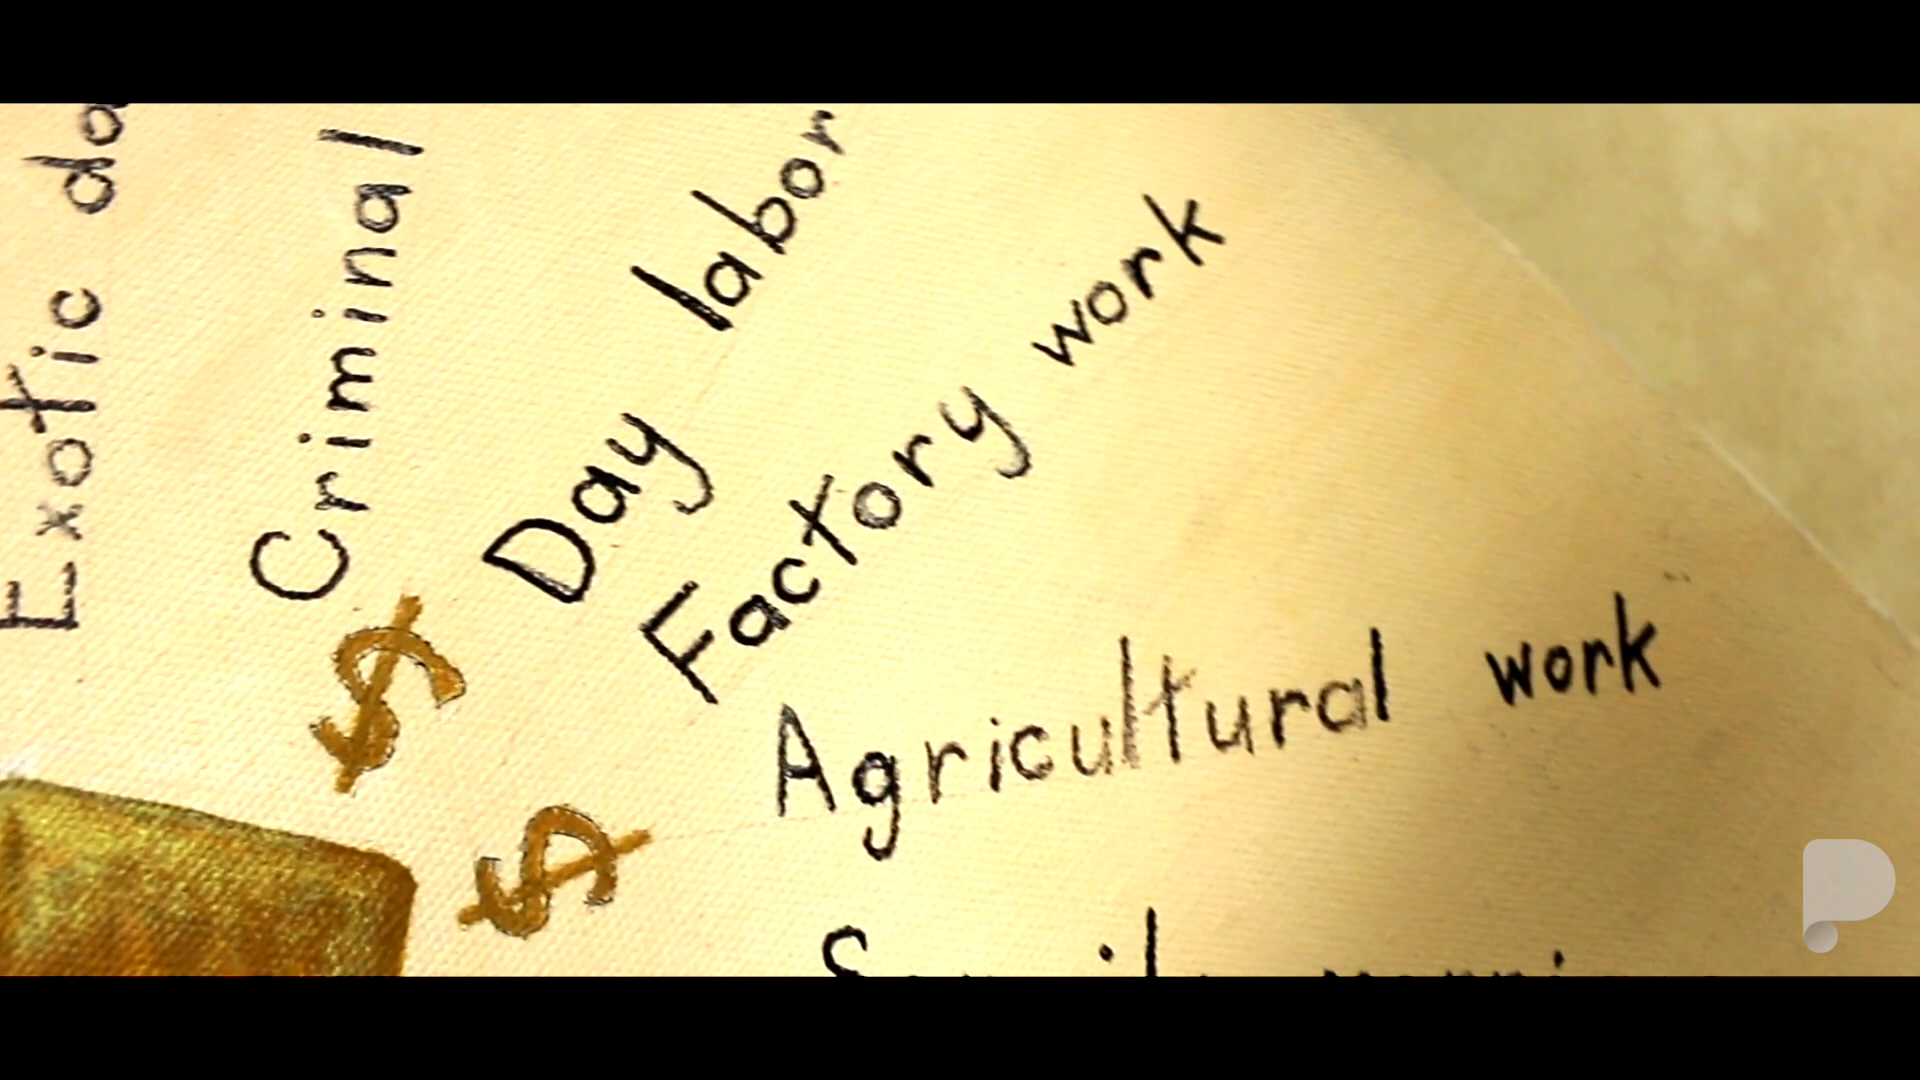 Exotic
Criminal
Day labor
Factory work
Agricultural work
$
$